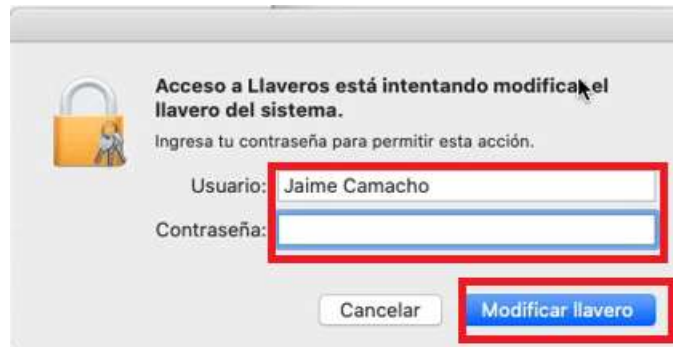 Acceso a Llaveros está intentando modificar el
llavero del sistema.
Ingresa tu contraseña para permitir esta acción.
Usuario: Jaime Camacho
Contraseña:
Cancelar Modificar llavero